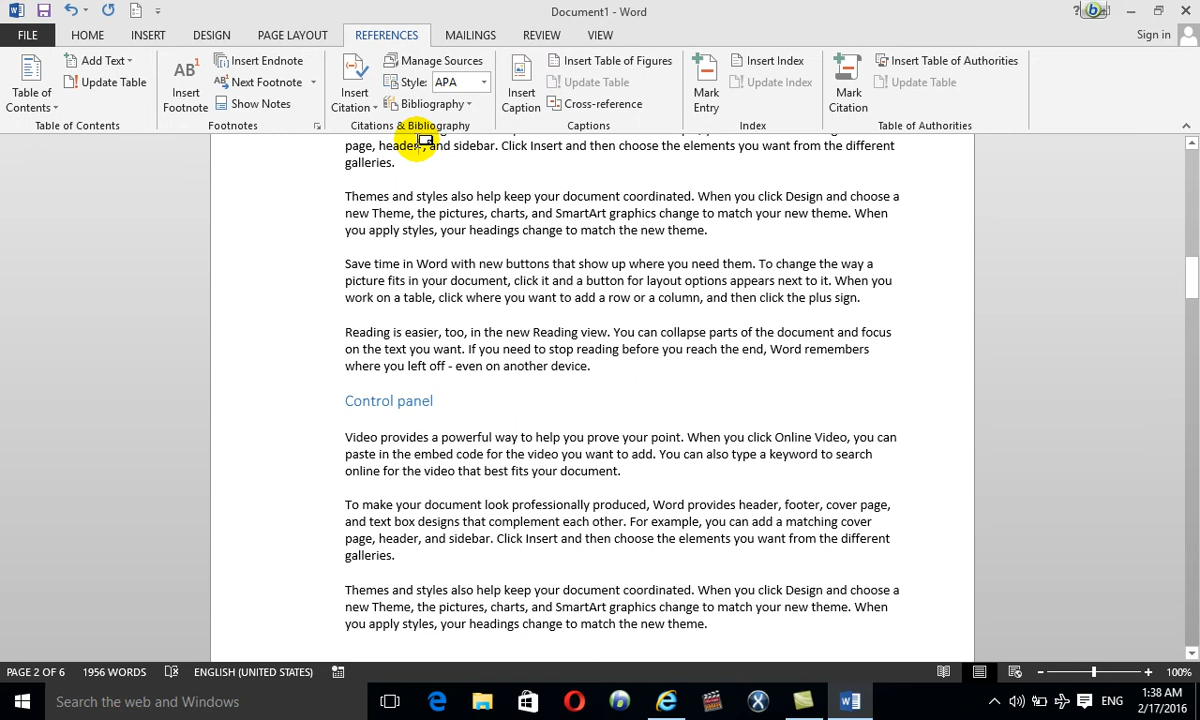 Document1 - Word
?
FILE HOME INSERT DESIGN PAGE LAYOUT REFERENCES MAILINGS REVIEW VIEW Sign in
Table of Contents
Add Text
Update Table
Table of Contents
AB1
Insert Footnote
Insert Endnote
Next Footnote
Show Notes
Footnotes
Insert Citation
Manage Sources
Style: APA
Bibliography
Citations & Bibliography
Insert Caption
Insert Table of Figures
Update Table
Cross-reference
Captions
Mark Entry
Insert Index
Update Index
Index
Mark Citation
Insert Table of Authorities
Update Table
Table of Authorities
page, header, and sidebar. Click Insert and then choose the elements you want from the different
galleries.
Themes and styles also help keep your document coordinated. When you click Design and choose a
new Theme, the pictures, charts, and SmartArt graphics change to match your new theme. When
you apply styles, your headings change to match the new theme.
Save time in Word with new buttons that show up where you need them. To change the way a
picture fits in your document, click it and a button for layout options appears next to it. When you
work on a table, click where you want to add a row or a column, and then click the plus sign.
Reading is easier, too, in the new Reading view. You can collapse parts of the document and focus
on the text you want. If you need to stop reading before you reach the end, Word remembers
where you left off - even on another device.
Control panel
Video provides a powerful way to help you prove your point. When you click Online Video, you can
paste in the embed code for the video you want to add. You can also type a keyword to search
online for the video that best fits your document.
To make your document look professionally produced, Word provides header, footer, cover page,
and text box designs that complement each other. For example, you can add a matching cover
page, header, and sidebar. Click Insert and then choose the elements you want from the different
galleries.
Themes and styles also help keep your document coordinated. When you click Design and choose a
new Theme, the pictures, charts, and SmartArt graphics change to match your new theme. When
you apply styles, your headings change to match the new theme.
PAGE 2 OF 6 1956 WORDS ENGLISH (UNITED STATES) 100%
Search the web and Windows
ENG
1:38 AM
2/17/2016